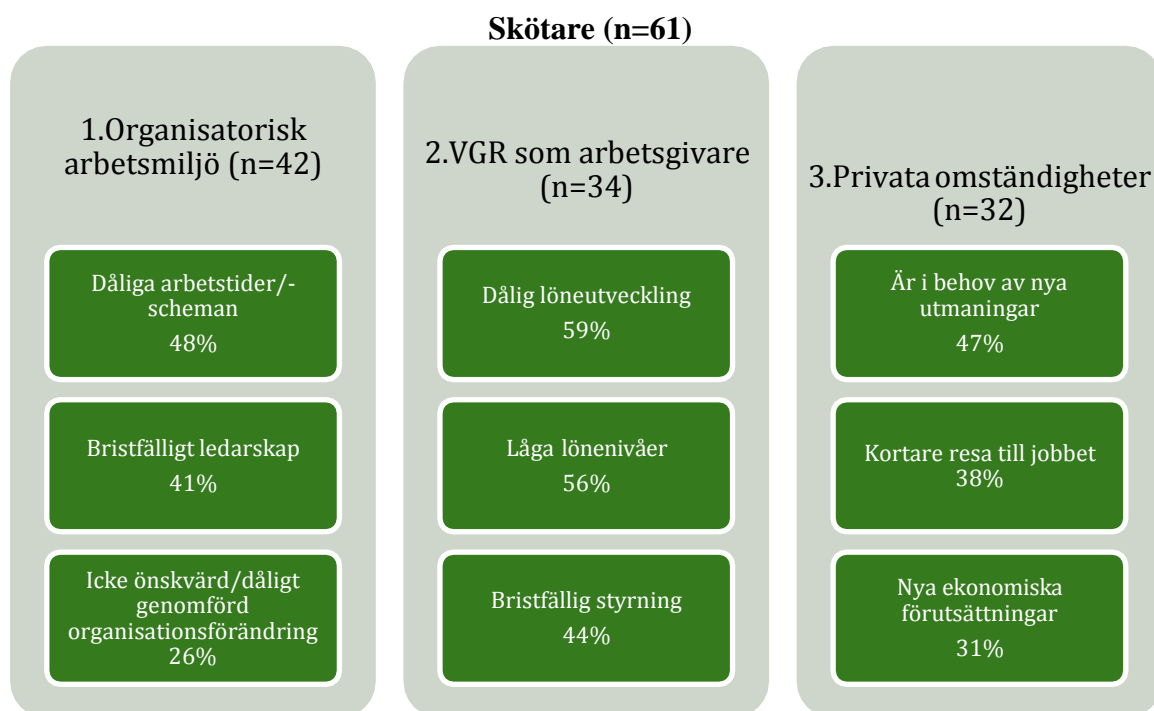 Skötare (n=61)
1.Organisatorisk
arbetsmiljö (n=42)
Dåliga arbetstider/-
scheman
48%
Bristfälligt ledarskap
41%
Icke önskvärd/dåligt
genomförd
organisationsförändring
26%
2.VGR som arbetsgivare
(n=34)
Dålig löneutveckling
59%
Låga lönenivåer
56%
Bristfällig styrning
44%
3.Privata omständigheter
(n=32)
Är i behov av nya
utmaningar
47%
Kortare resa till jobbet
38%
Nya ekonomiska
förutsättningar
31%